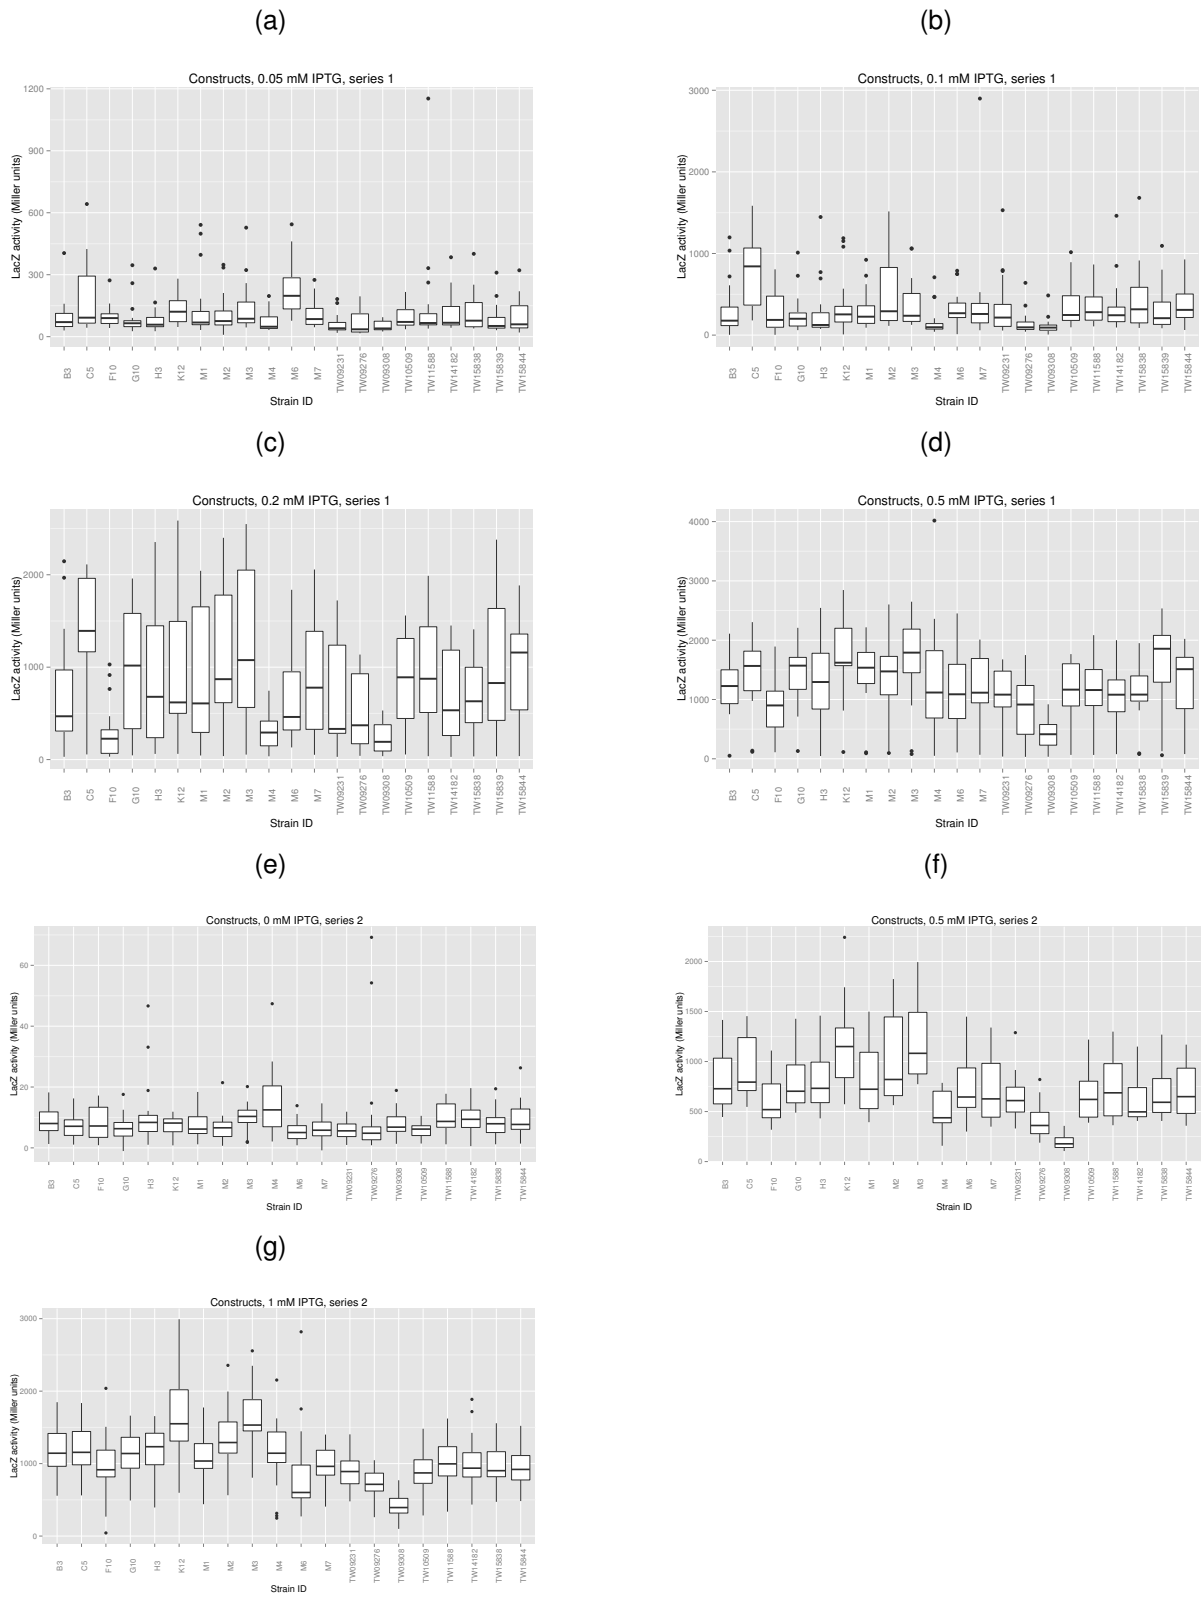 (a)
Constructs, 0.05 mM IPTG, series 1
LacZ activity (Miller units)
1200
900
600
300
0
B3 C5 F10 G10 H3 K12 M1 M2 M3 M4 M6 M7 TW09231 TW09276 TW09308 TW10509 TW11588 TW14182 TW15838 TW15839 TW15844
Strain ID
(b)
Constructs, 0.1 mM IPTG, series 1
LacZ activity (Miller units)
3000
2000
1000
0
B3 C5 F10 G10 H3 K12 M1 M2 M3 M4 M6 M7 TW09231 TW09276 TW09308 TW10509 TW11588 TW14182 TW15838 TW15839 TW15844
Strain ID
(c)
Constructs, 0.2 mM IPTG, series 1
LacZ activity (Miller units)
2000
1000
0
B3 C5 F10 G10 H3 K12 M1 M2 M3 M4 M6 M7 TW09231 TW09276 TW09308 TW10509 TW11588 TW14182 TW15838 TW15839 TW15844
Strain ID
(d)
Constructs, 0.5 mM IPTG, series 1
LacZ activity (Miller units)
4000
3000
2000
1000
0
B3 C5 F10 G10 H3 K12 M1 M2 M3 M4 M6 M7 TW09231 TW09276 TW09308 TW10509 TW11588 TW14182 TW15838 TW15839 TW15844
Strain ID
(e)
Constructs, 0 mM IPTG, series 2
LacZ activity (Miller units)
60
40
20
0
B3 C5 F10 G10 H3 K12 M1 M2 M3 M4 M6 M7 TW09231 TW09276 TW09308 TW10509 TW11588 TW14182 TW15838 TW15844
Strain ID
(f)
Constructs, 0.5 mM IPTG, series 2
LacZ activity (Miller units)
2000
1500
1000
500
0
B3 C5 F10 G10 H3 K12 M1 M2 M3 M4 M6 M7 TW09231 TW09276 TW09308 TW10509 TW11588 TW14182 TW15838 TW15844
Strain ID
(g)
Constructs, 1 mM IPTG, series 2
LacZ activity (Miller units)
3000
2000
1000
0
B3 C5 F10 G10 H3 K12 M1 M2 M3 M4 M6 M7 TW09231 TW09276 TW09308 TW10509 TW11588 TW14182 TW15838 TW15844
Strain ID